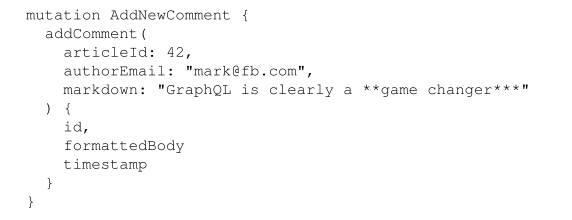 mutation AddNewComment {
  addComment(
    articleId: 42,
    authorEmail: "mark@fb.com",
    markdown: "GraphQL is clearly a **game changer***"
  ) {
    id,
    formattedBody
    timestamp
  }
}